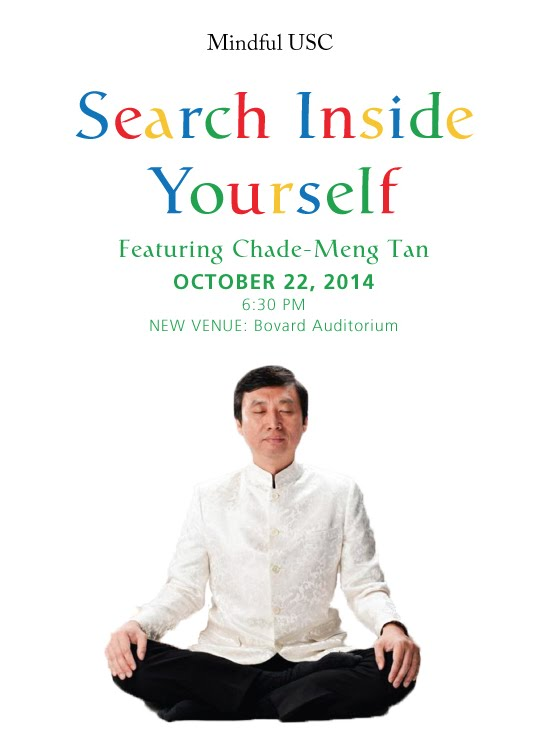 Mindful USC
Search Inside
Yourself
Featuring Chade-Meng Tan
OCTOBER 22, 2014
6:30 PM
NEW VENUE: Bovard Auditorium